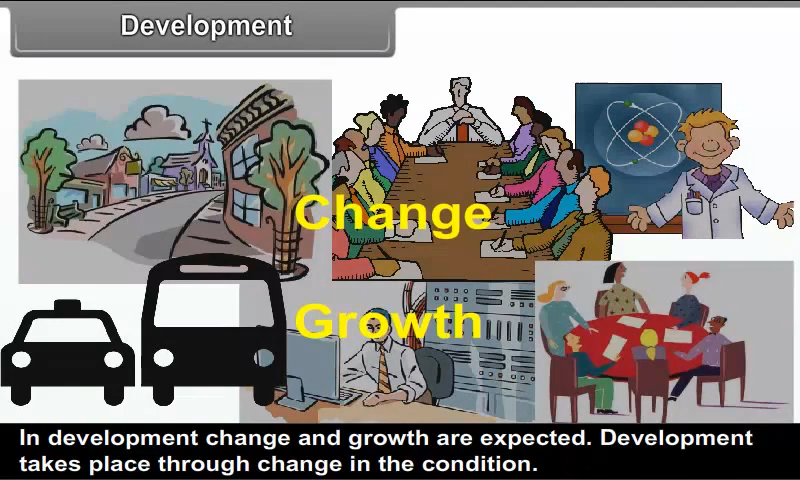 Development
Change
Growth
In development change and growth are expected. Development
takes place through change in the condition.